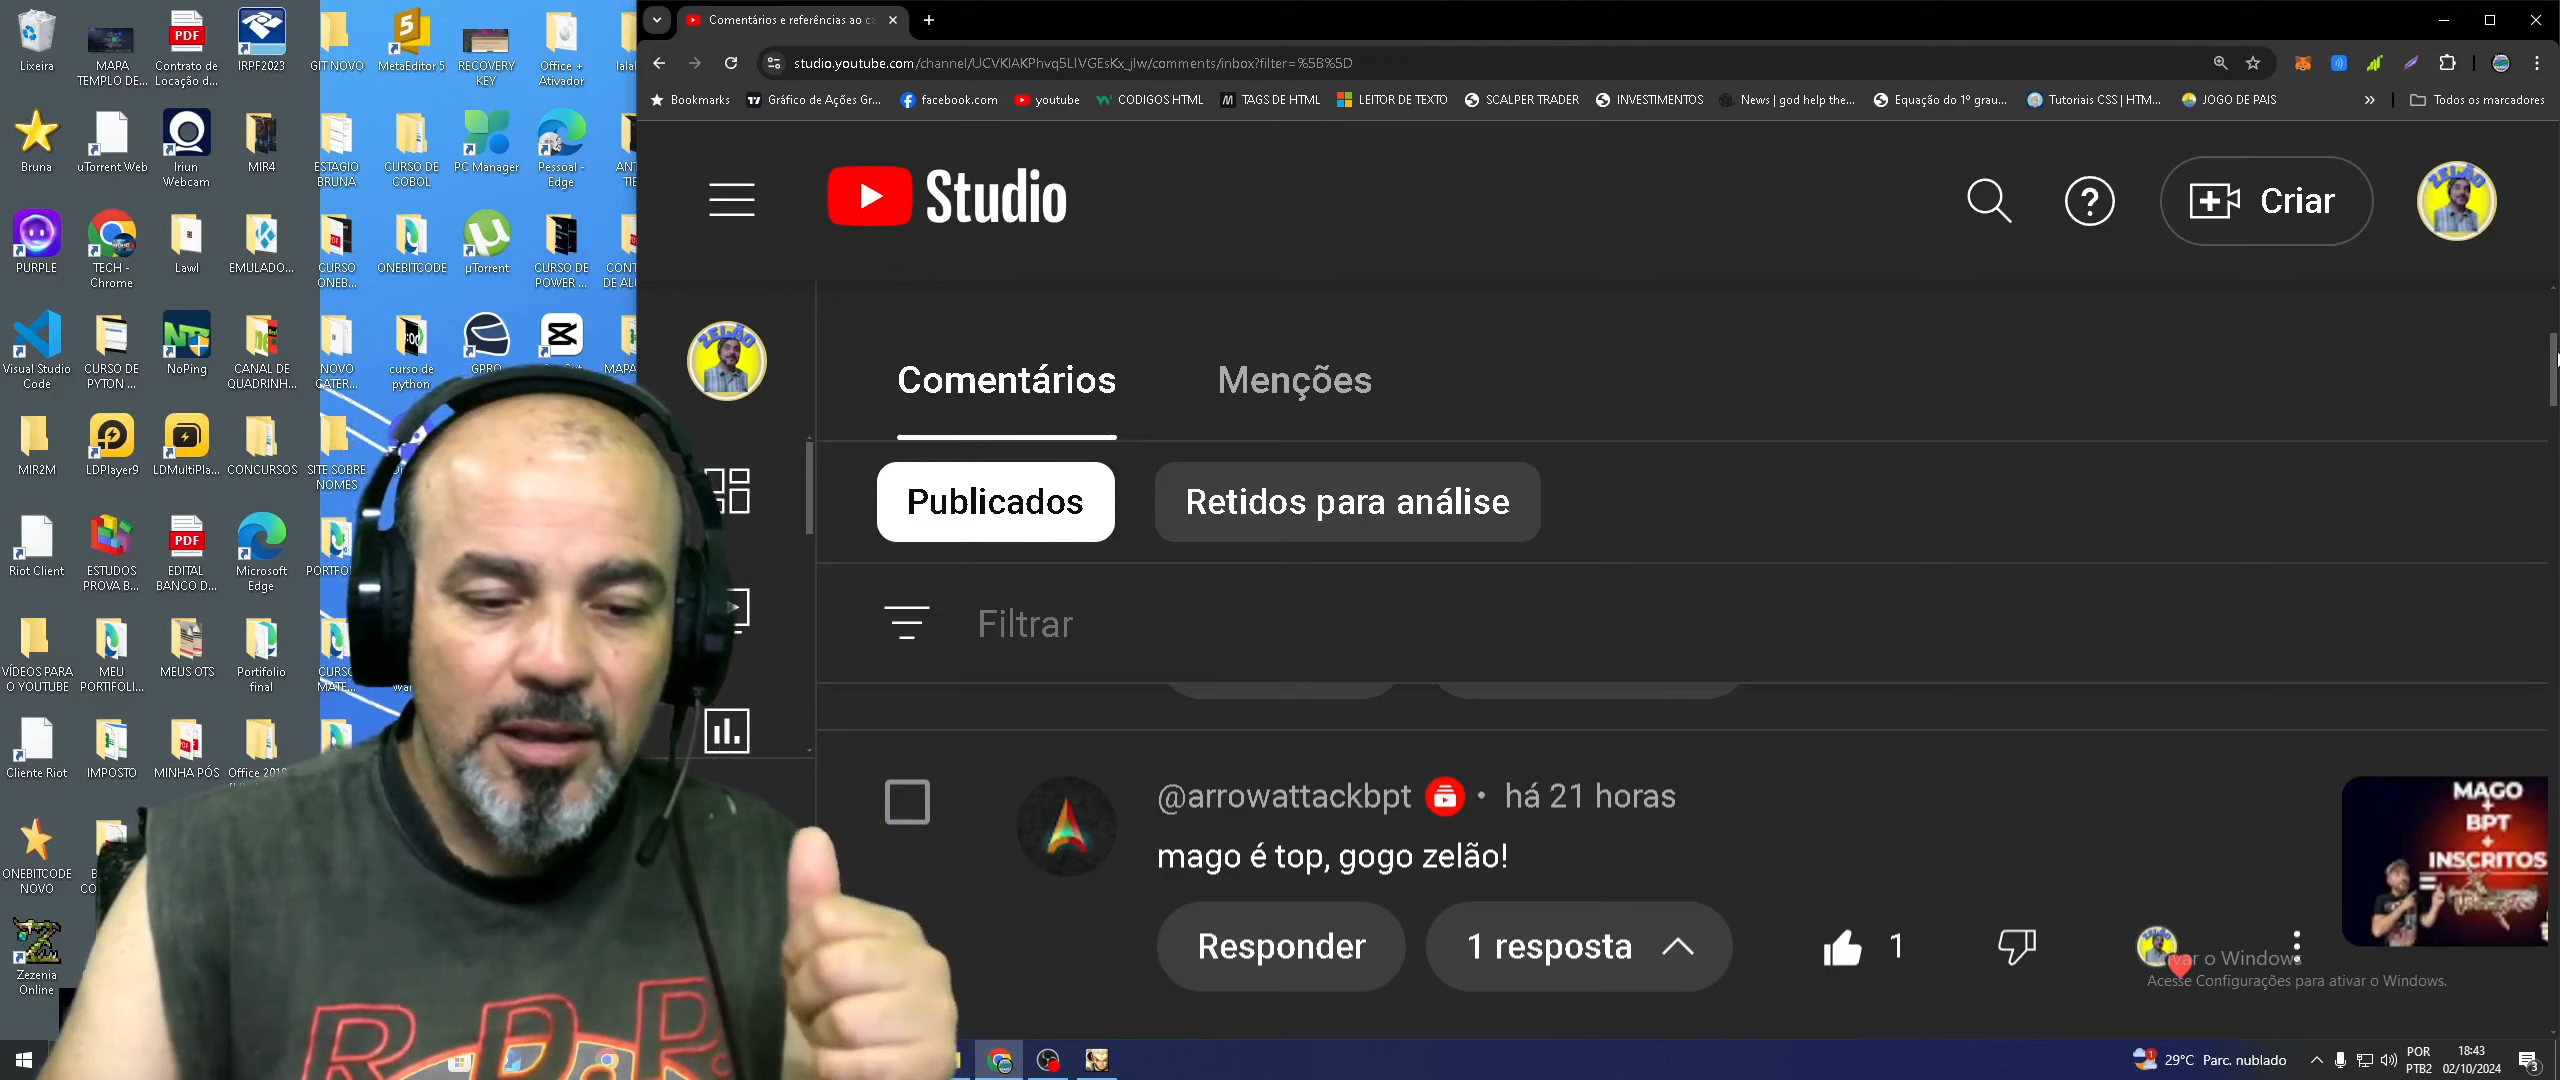 Comentários e referências ao ca
studio.youtube.com/channel/UCVKIAKPhvq5LIVGEsKx_jIw/comments/inbox?filter=%5B%5D
Bookmarks
Gráfico de Ações Gr...
facebook.com
youtube
CODIGOS HTML
TAGS DE HTML
LEITOR DE TEXTO
SCALPER TRADER
INVESTIMENTOS
News | god help the...
Equação do 1º grau...
Tutoriais CSS | HTM...
JOGO DE PAIS
Todos os marcadores
Studio
Criar
ZELÃO
Comentários
Menções
Publicados
Retidos para análise
Filtrar
@arrowattackbpt • há 21 horas
mago é top, gogo zelão!
Responder
1 resposta
1
MAGO
+
BPT
+
INSCRITOS
=
Acesse Configurações para ativar o Windows.
Lixeira
MAPA
TEMPLO DE...
Contrato de
Locação d...
IRPF2023
GIT NOVO
MetaEditor 5
RECOVERY
KEY
Office +
Ativador
lalal
Bruna
uTorrent Web
Iriun
Webcam
MIR4
ESTAGIO
BRUNA
CURSO DE
COBOL
PC Manager
Pessoal -
Edge
PURPLE
TECH -
Chrome
Lawl
EMULADO...
CURSO
ONEB...
ONEBITCODE
µTorrent
CURSO DE
POWER ...
Visual Studio
Code
CURSO DE
PYTON ...
NoPing
CANAL DE
QUADRINH...
NOVO
curso de
python
GPRO
MIR2M
LDPlayer9
LDMultiPla...
CONCURSOS
SITE SOBRE
NOMES
Riot Client
ESTUDOS
PROVA B...
EDITAL
BANCO D...
Microsoft
Edge
VÍDEOS PARA
O YOUTUBE
MEU
PORTIFOLI...
MEUS OTS
Portifolio
final
Cliente Riot
IMPOSTO
MINHA PÓS
ONEBITCODE
NOVO
Zezenia
Online
29°C Parc. nublado
POR
PTB2
18:43
02/10/2024
3